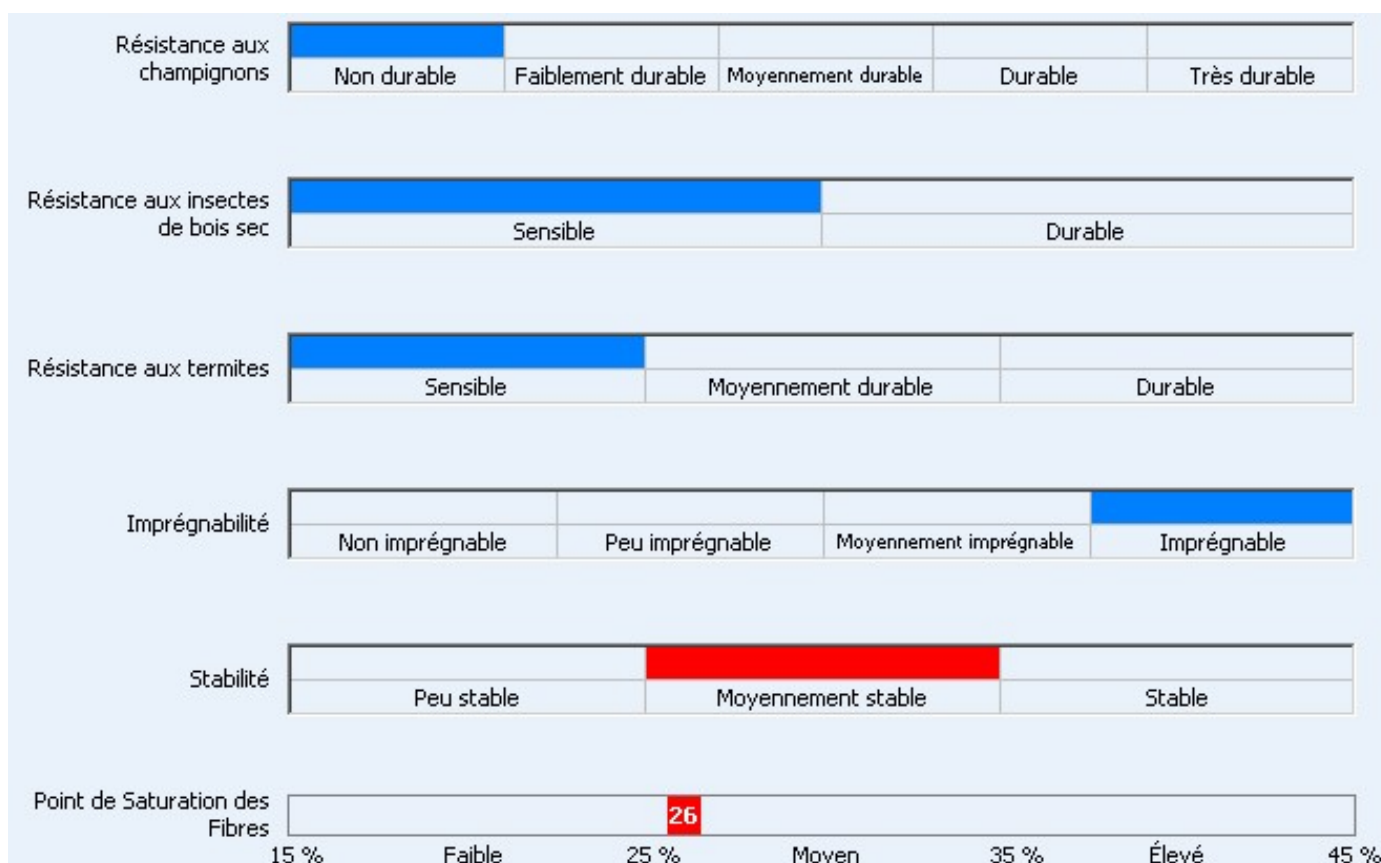 Résistance aux
champignons
Non durable Faiblement durable Moyennement durable Durable Très durable
Résistance aux insectes
de bois sec
Sensible Durable
Résistance aux termites
Sensible Moyennement durable Durable
Imprégnabilité
Non imprégnable Peu imprégnable Moyennement imprégnable Imprégnable
Stabilité
Peu stable Moyennement stable Stable
Point de Saturation des
Fibres
26
15 % Faible 25 % Moyen 35 % Élevé 45 %